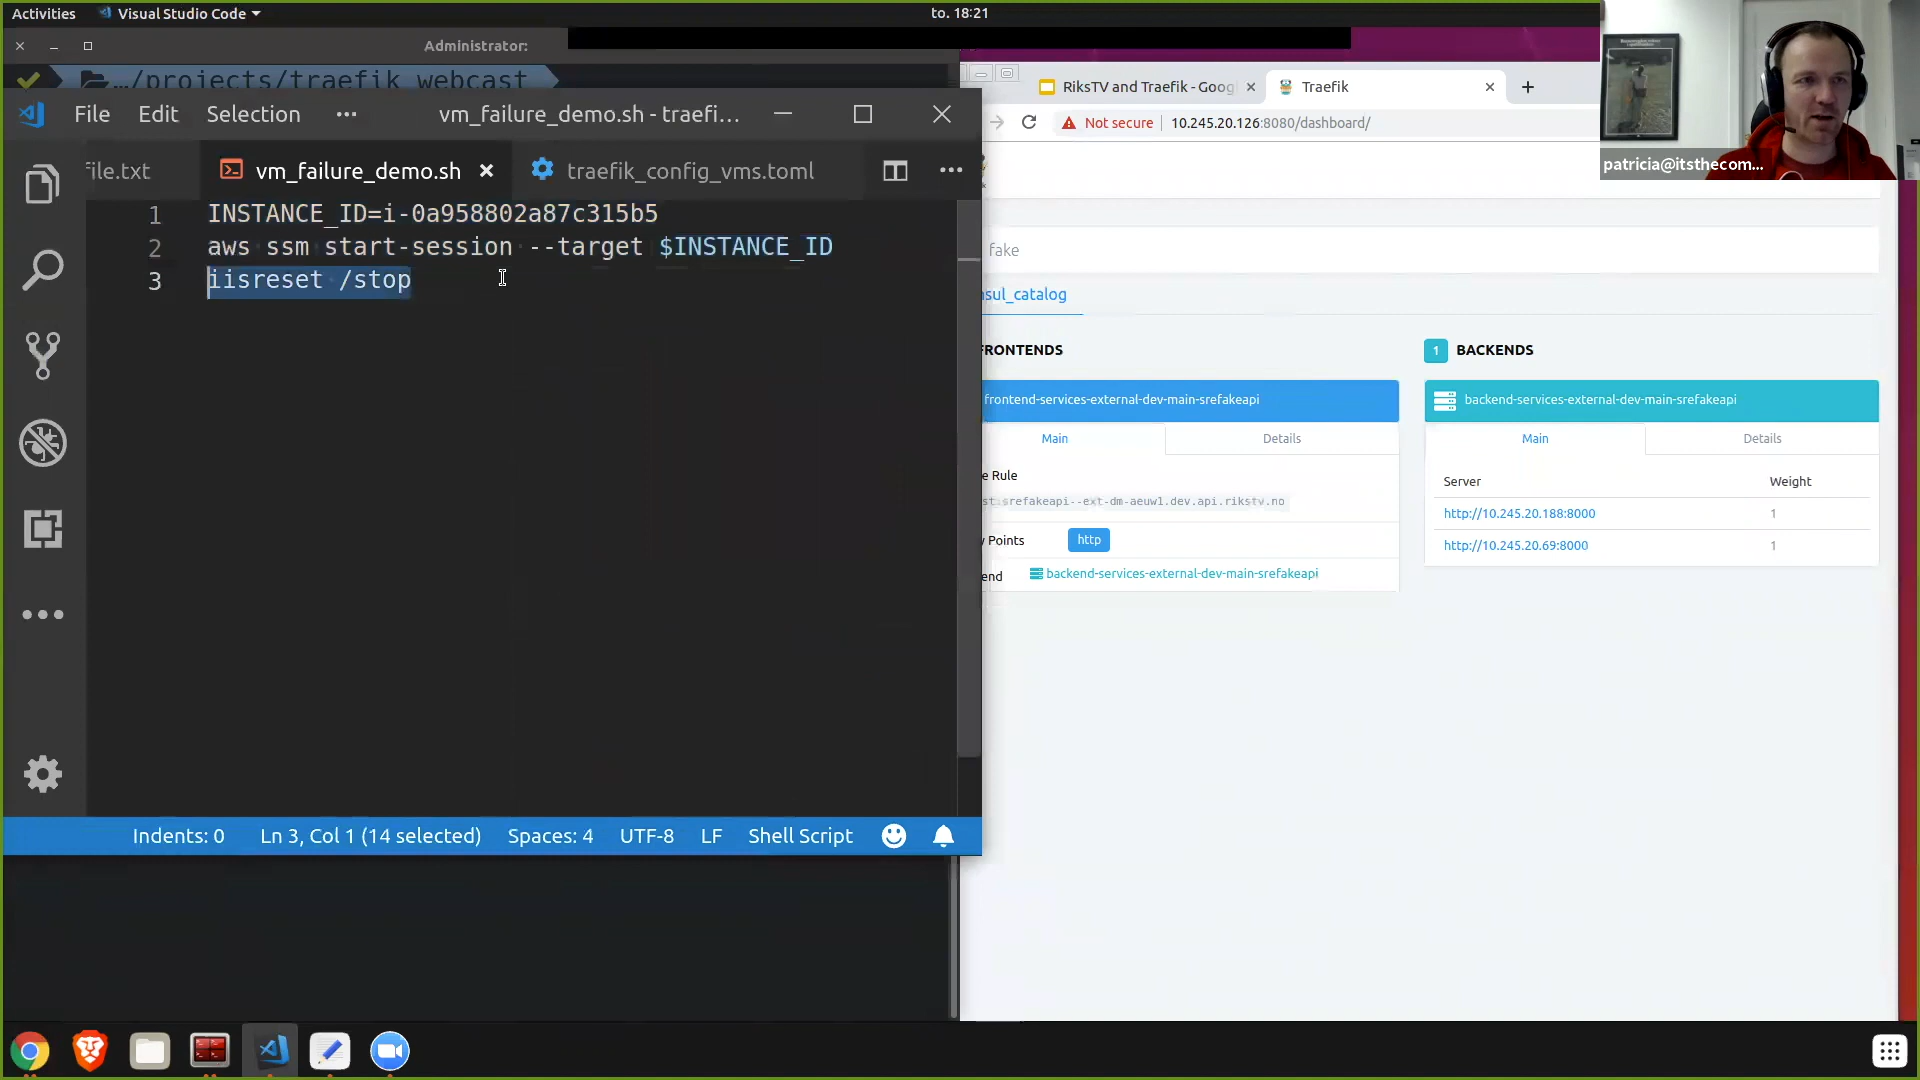 Activities
Visual Studio Code
to. 18:21
Administrator:
.../projects/traefik_webcast
File
Edit
Selection
···
vm_failure_demo.sh - traefi...
file.txt
vm_failure_demo.sh
traefik_config_vms.toml
1 INSTANCE_ID=i-0a958802a87c315b5
2 aws ssm start-session --target $INSTANCE_ID
3 iisreset /stop
Indents: 0
Ln 3, Col 1 (14 selected)
Spaces: 4
UTF-8
LF
Shell Script
RiksTV and Traefik - Goog
Traefik
Not secure
10.245.20.126:8080/dashboard/
patricia@itsthecom...
fake
nsul_catalog
FRONTENDS
frontend-services-external-dev-main-srefakeapi
Main
Details
e Rule
st:srefakeapi--ext-dm-aeuw1.dev.api.rikstv.no
y Points
http
end
backend-services-external-dev-main-srefakeapi
1 BACKENDS
backend-services-external-dev-main-srefakeapi
Main
Details
Server
Weight
http://10.245.20.188:8000
1
http://10.245.20.69:8000
1